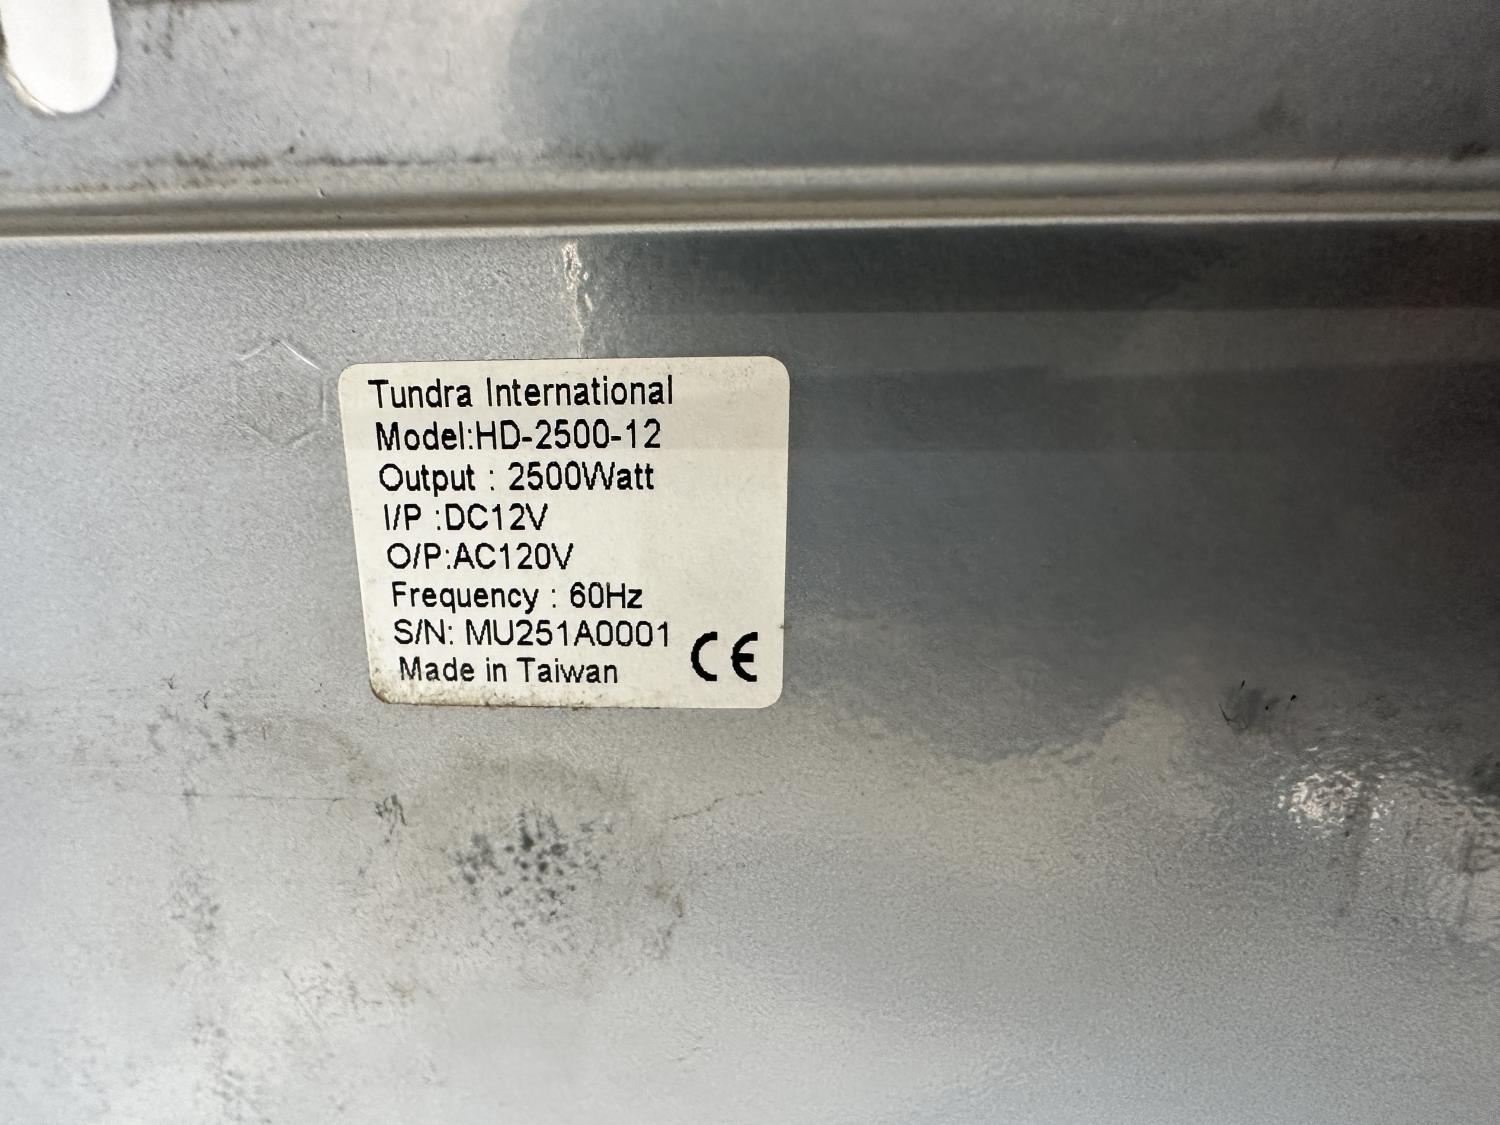 Tundra International
Model:HD-2500-12
Output : 2500Watt
I/P :DC12V
O/P:AC120V
Frequency : 60Hz
S/N: MU251A0001
Made in Taiwan
CE